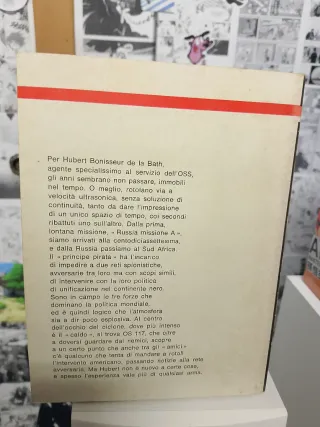 Per Hubert Bonisseur de la Bath,
agente specialissimo al servizio dell'OSS,
gli anni sembrano non passare, immobili
nel tempo. O meglio, rotolano via a
velocità ultrasonica, senza soluzione di
continuità, tanto da dare l'impressione
di un unico spazio di tempo, coi secondi
ribattuti uno sull'altro. Dalla prima,
lontana missione, « Russia missione A »,
siamo arrivati alla centodiciassettesima,
e dalla Russia passiamo al Sud Africa.
Il « principe pirata » ha l'incarico
di impedire a due reti spionistiche,
avversarie tra loro ma con scopi simili,
di intervenire con la loro politica
di unificazione nel continente nero.
Sono in campo le tre forze che
dominano la politica mondiale,
ed è quindi logico che l'atmosfera
sia a dir poco esplosiva. Al centro
dell'occhio del ciclone, dove più intenso
è il « caldo », si trova OS 117, che oltre
a doversi guardare dai nemici, scopre
a un certo punto che anche tra gli « amici »
c'è qualcuno che tenta di mandare a rotoli
l'intervento americano, passando notizie alla rete
avversaria. Ma Hubert non è nuovo a certe cose,
e spesso l'esperienza vale più di qualsiasi arma.